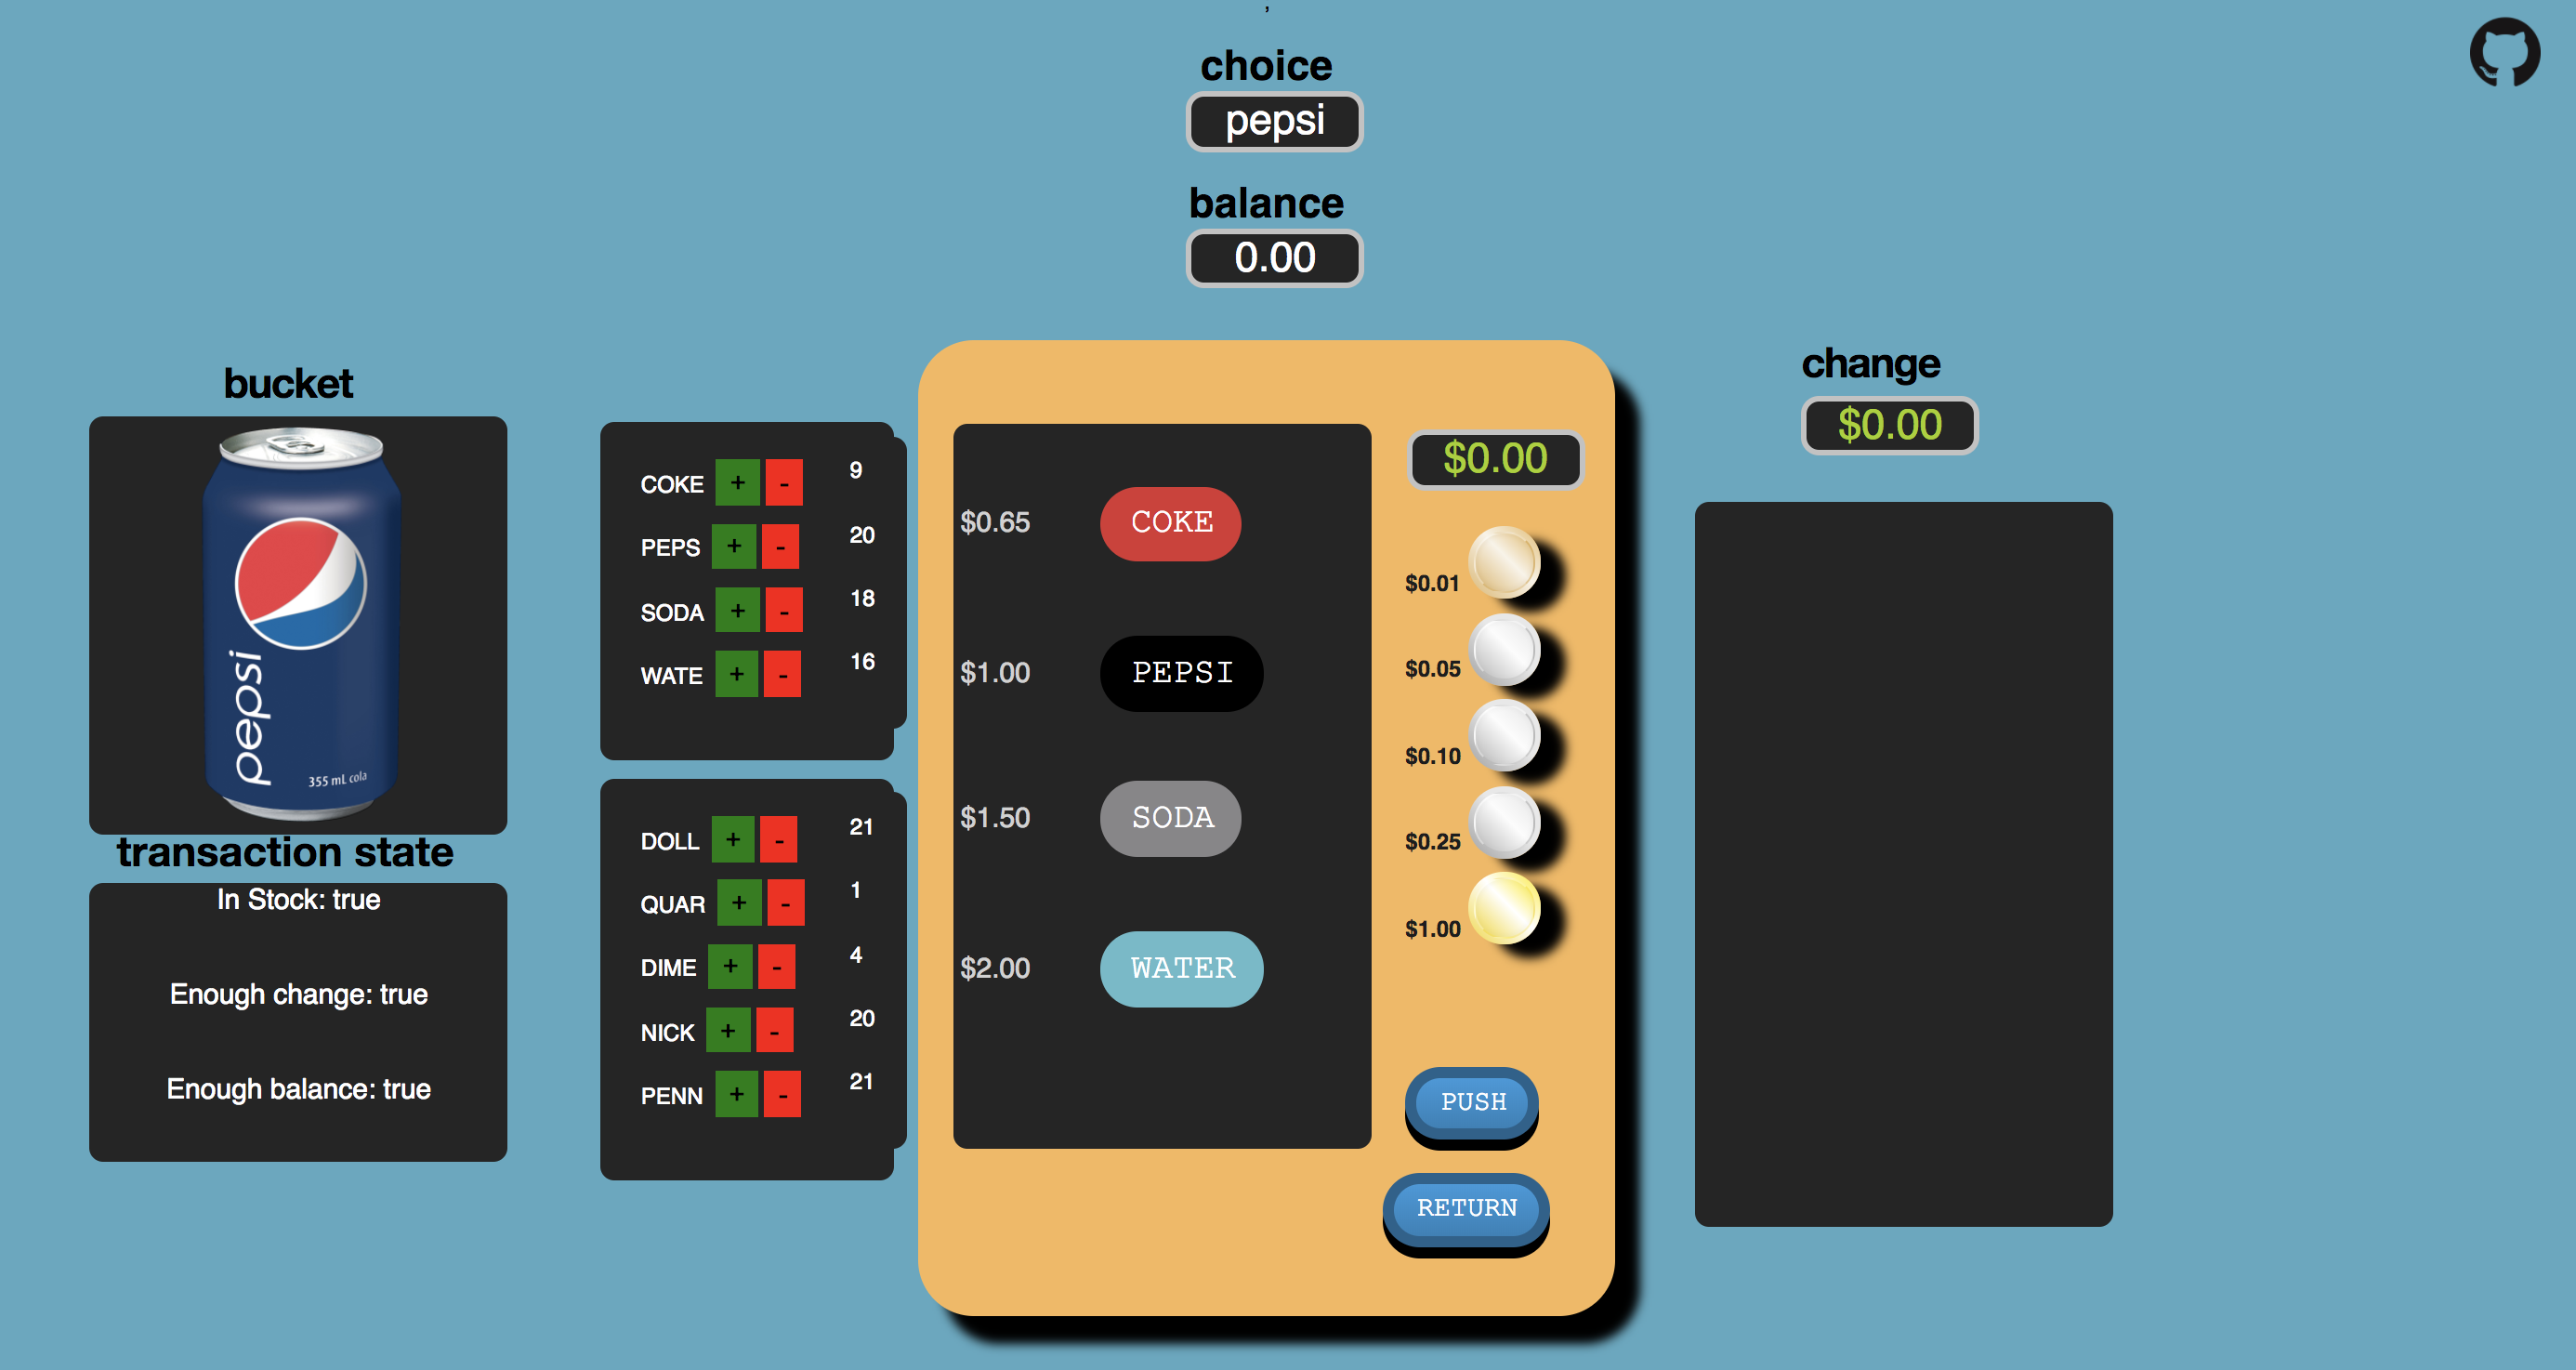 ,
choice
pepsi
balance
0.00
bucket
pepsi
355 mL cola
transaction state
In Stock: true
Enough change: true
Enough balance: true
COKE + - 9
PEPS + - 20
SODA + - 18
WATE + - 16
DOLL + - 21
QUAR + - 1
DIME + - 4
NICK + - 20
PENN + - 21
$0.65 COKE
$1.00 PEPSI
$1.50 SODA
$2.00 WATER
$0.00
$0.01
$0.05
$0.10
$0.25
$1.00
PUSH
RETURN
change
$0.00